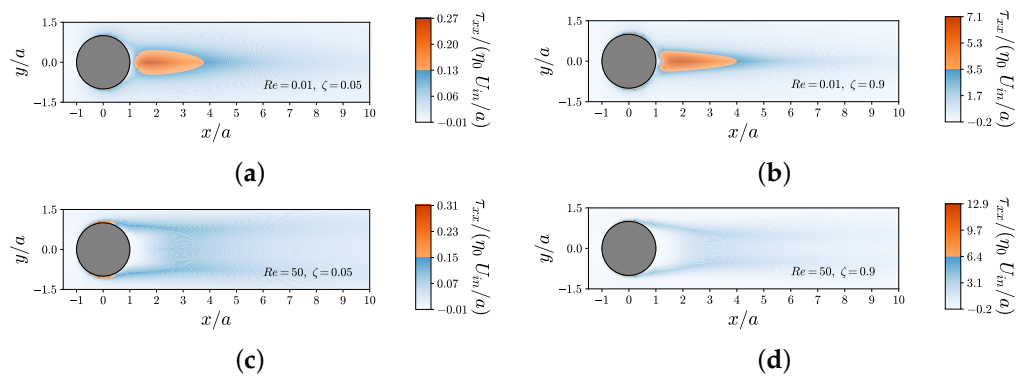 1.5
0.0
−1.5
y/a
−1 0 1 2 3 4 5 6 7 8 9 10
x/a
Re = 0.01, ζ = 0.05
0.27
0.20
0.13
0.06
−0.01
τxx/(η0 Uin/a)
(a)
1.5
0.0
−1.5
y/a
−1 0 1 2 3 4 5 6 7 8 9 10
x/a
Re = 0.01, ζ = 0.9
7.1
5.3
3.5
1.7
−0.2
τxx/(η0 Uin/a)
(b)
1.5
0.0
−1.5
y/a
−1 0 1 2 3 4 5 6 7 8 9 10
x/a
Re = 50, ζ = 0.05
0.31
0.23
0.15
0.07
−0.01
τxx/(η0 Uin/a)
(c)
1.5
0.0
−1.5
y/a
−1 0 1 2 3 4 5 6 7 8 9 10
x/a
Re = 50, ζ = 0.9
12.9
9.7
6.4
3.1
−0.2
τxx/(η0 Uin/a)
(d)